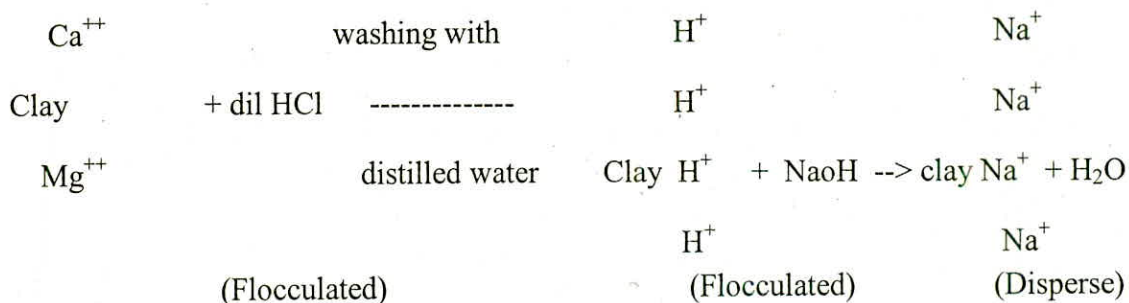 Ca⁺⁺ washing with H⁺ Na⁺
Clay + dil HCl -------------- H⁺ Na⁺
Mg⁺⁺ distilled water Clay H⁺ + NaoH --> clay Na⁺ + H₂O
H⁺ Na⁺
(Flocculated) (Flocculated) (Disperse)